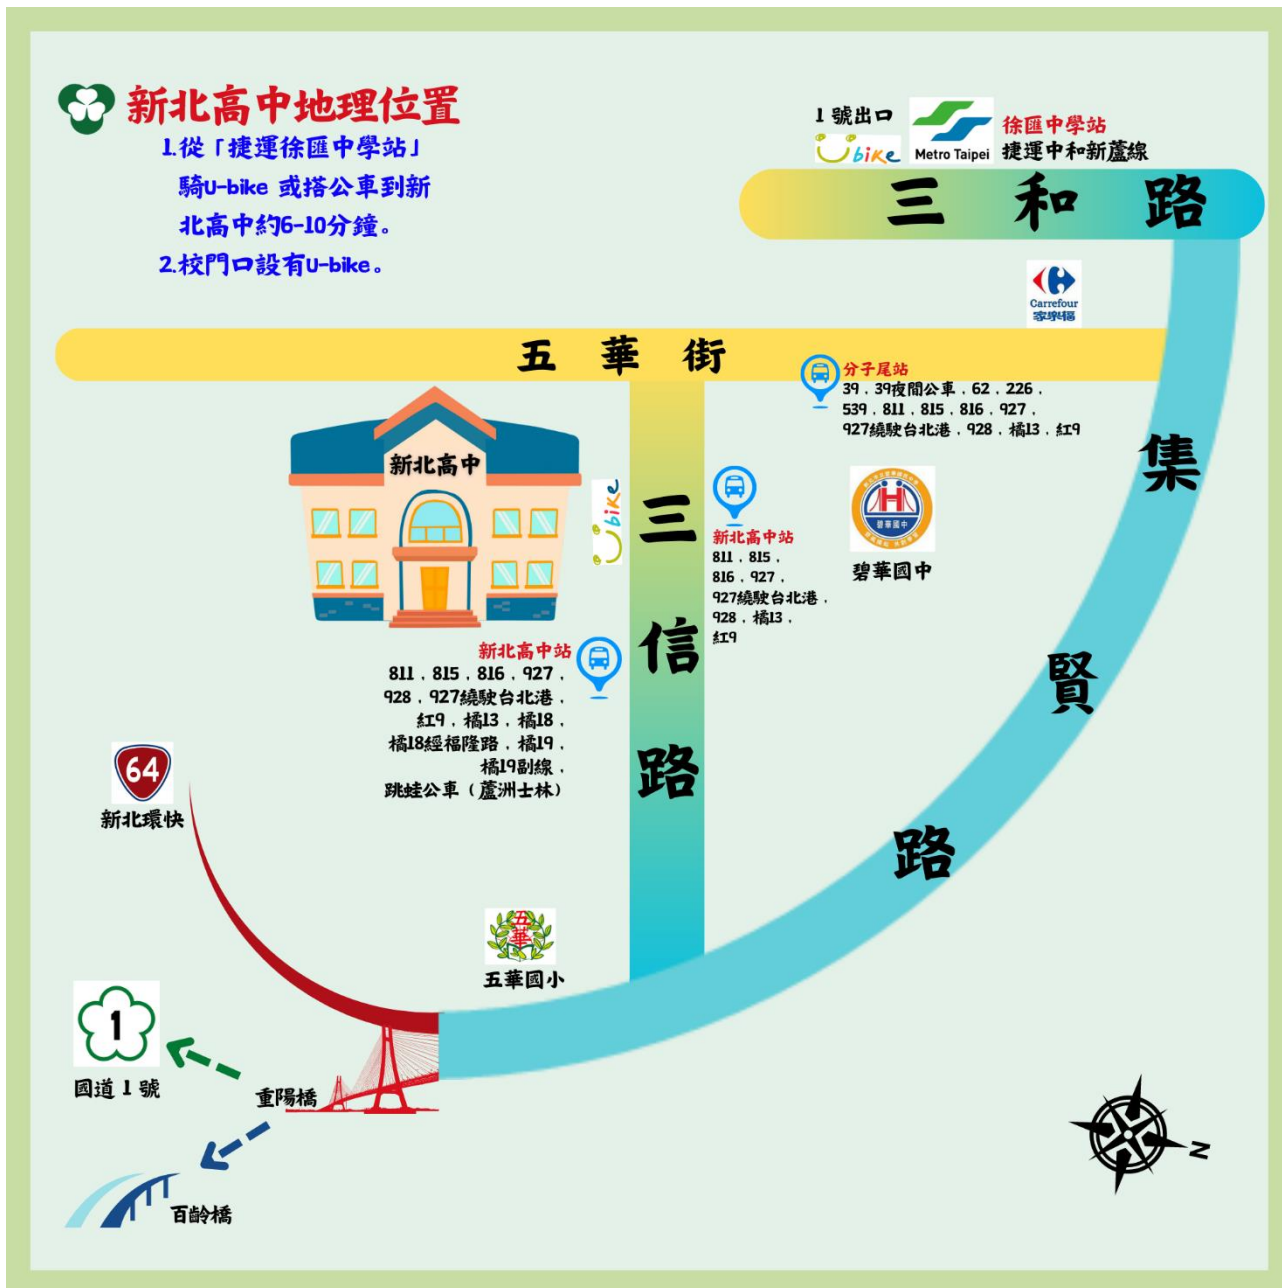 新北高中地理位置
1.從「捷運徐匯中學站」
騎U-bike 或搭公車到新
北高中約6-10分鐘。
2.校門口設有U-bike。
1 號出口
Ubike
Metro Taipei
徐匯中學站
捷運中和新蘆線
三和路
Carrefour
家樂福
五華街
分子尾站
39 . 39夜間公車 . 62 . 226 .
539 . 811 . 815 . 816 . 927 .
927繞駛台北港 . 928 . 橘13 . 紅9
新北高中
Ubike
三信路
新北高中站
811 . 815 .
816 . 927 .
927繞駛台北港 .
928 . 橘13 .
紅9
碧華國中
碧華國中
集賢路
新北高中站
811 . 815 . 816 . 927 .
928 . 927繞駛台北港 .
紅9 . 橘13 . 橘18 .
橘18經福隆路 . 橘19 .
橘19副線 .
跳蛙公車（蘆洲士林）
64
新北環快
五華
五華國小
1
國道 1 號
重陽橋
百齡橋
N